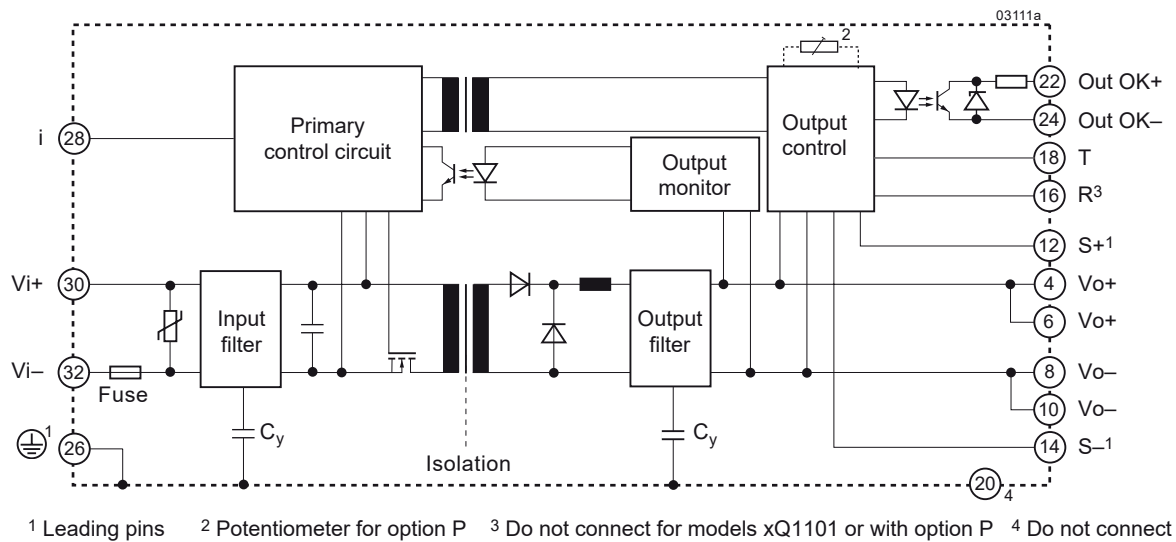 03111a
2
22 Out OK+
Primary
control circuit
Output
control
24 Out OK–
i 28
Output
monitor
18 T
16 R³
12 S+¹
Vi+ 30
4 Vo+
Input
filter
Output
filter
6 Vo+
Vi– 32
8 Vo–
Fuse
10 Vo–
Cy
Cy
1 26
14 S–¹
Isolation
20 4
¹ Leading pins ² Potentiometer for option P ³ Do not connect for models xQ1101 or with option P ⁴ Do not connect